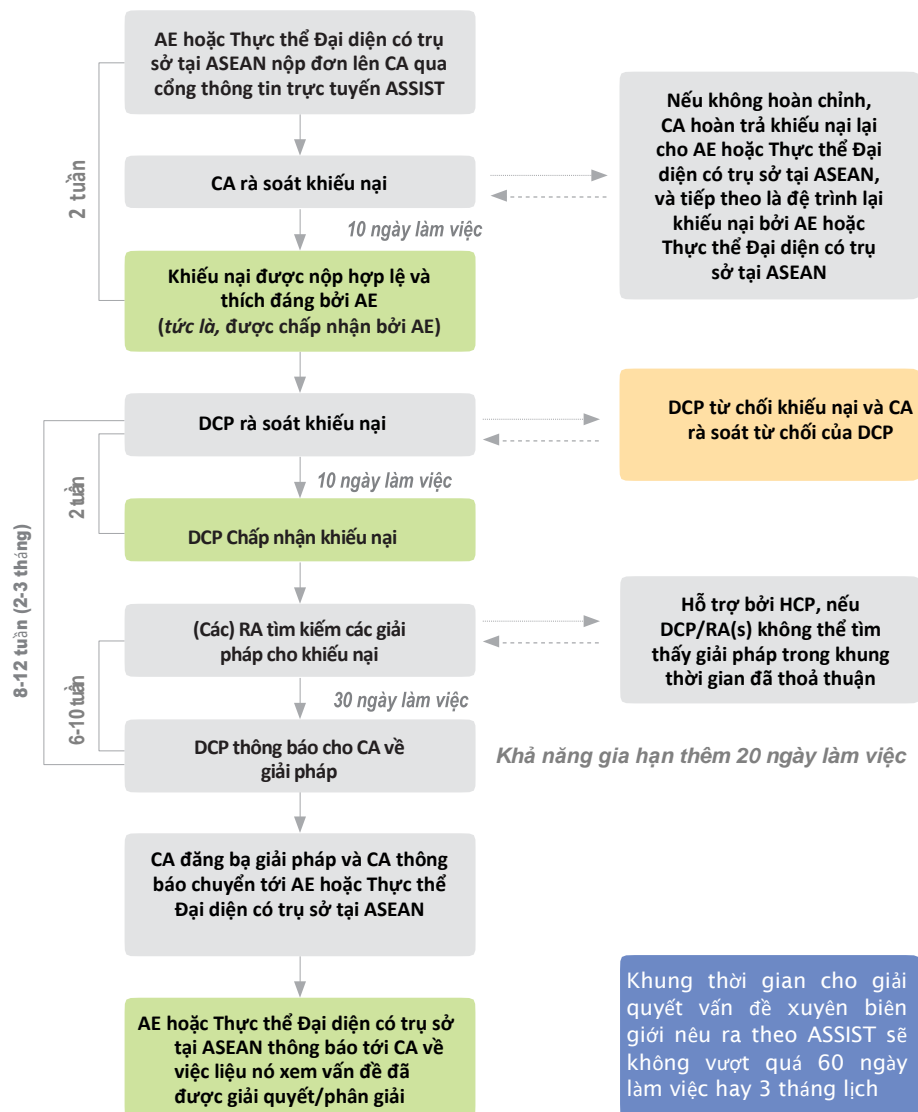 AE hoặc Thực thể Đại diện có trụ
sở tại ASEAN nộp đơn lên CA qua
cổng thông tin trực tuyến ASSIST
Nếu không hoàn chỉnh,
CA hoàn trả khiếu nại lại
cho AE hoặc Thực thể Đại
diện có trụ sở tại ASEAN,
và tiếp theo là đệ trình lại
khiếu nại bởi AE hoặc
Thực thể Đại diện có trụ
sở tại ASEAN
2 tuần
CA rà soát khiếu nại
10 ngày làm việc
Khiếu nại được nộp hợp lệ và
thích đáng bởi AE
(tức là, được chấp nhận bởi AE)
DCP rà soát khiếu nại
DCP từ chối khiếu nại và CA
rà soát từ chối của DCP
10 ngày làm việc
2 tuần
DCP Chấp nhận khiếu nại
8-12 tuần (2-3 tháng)
(Các) RA tìm kiếm các giải
pháp cho khiếu nại
Hỗ trợ bởi HCP, nếu
DCP/RA(s) không thể tìm
thấy giải pháp trong khung
thời gian đã thoả thuận
6-10 tuần
30 ngày làm việc
DCP thông báo cho CA về
giải pháp
Khả năng gia hạn thêm 20 ngày làm việc
CA đăng bạ giải pháp và CA thông
báo chuyển tới AE hoặc Thực thể
Đại diện có trụ sở tại ASEAN
AE hoặc Thực thể Đại diện có trụ sở
tại ASEAN thông báo tới CA về
việc liệu nó xem vấn đề đã
được giải quyết/phân giải
Khung thời gian cho giải
quyết vấn đề xuyên biên
giới nêu ra theo ASSIST sẽ
không vượt quá 60 ngày
làm việc hay 3 tháng lịch